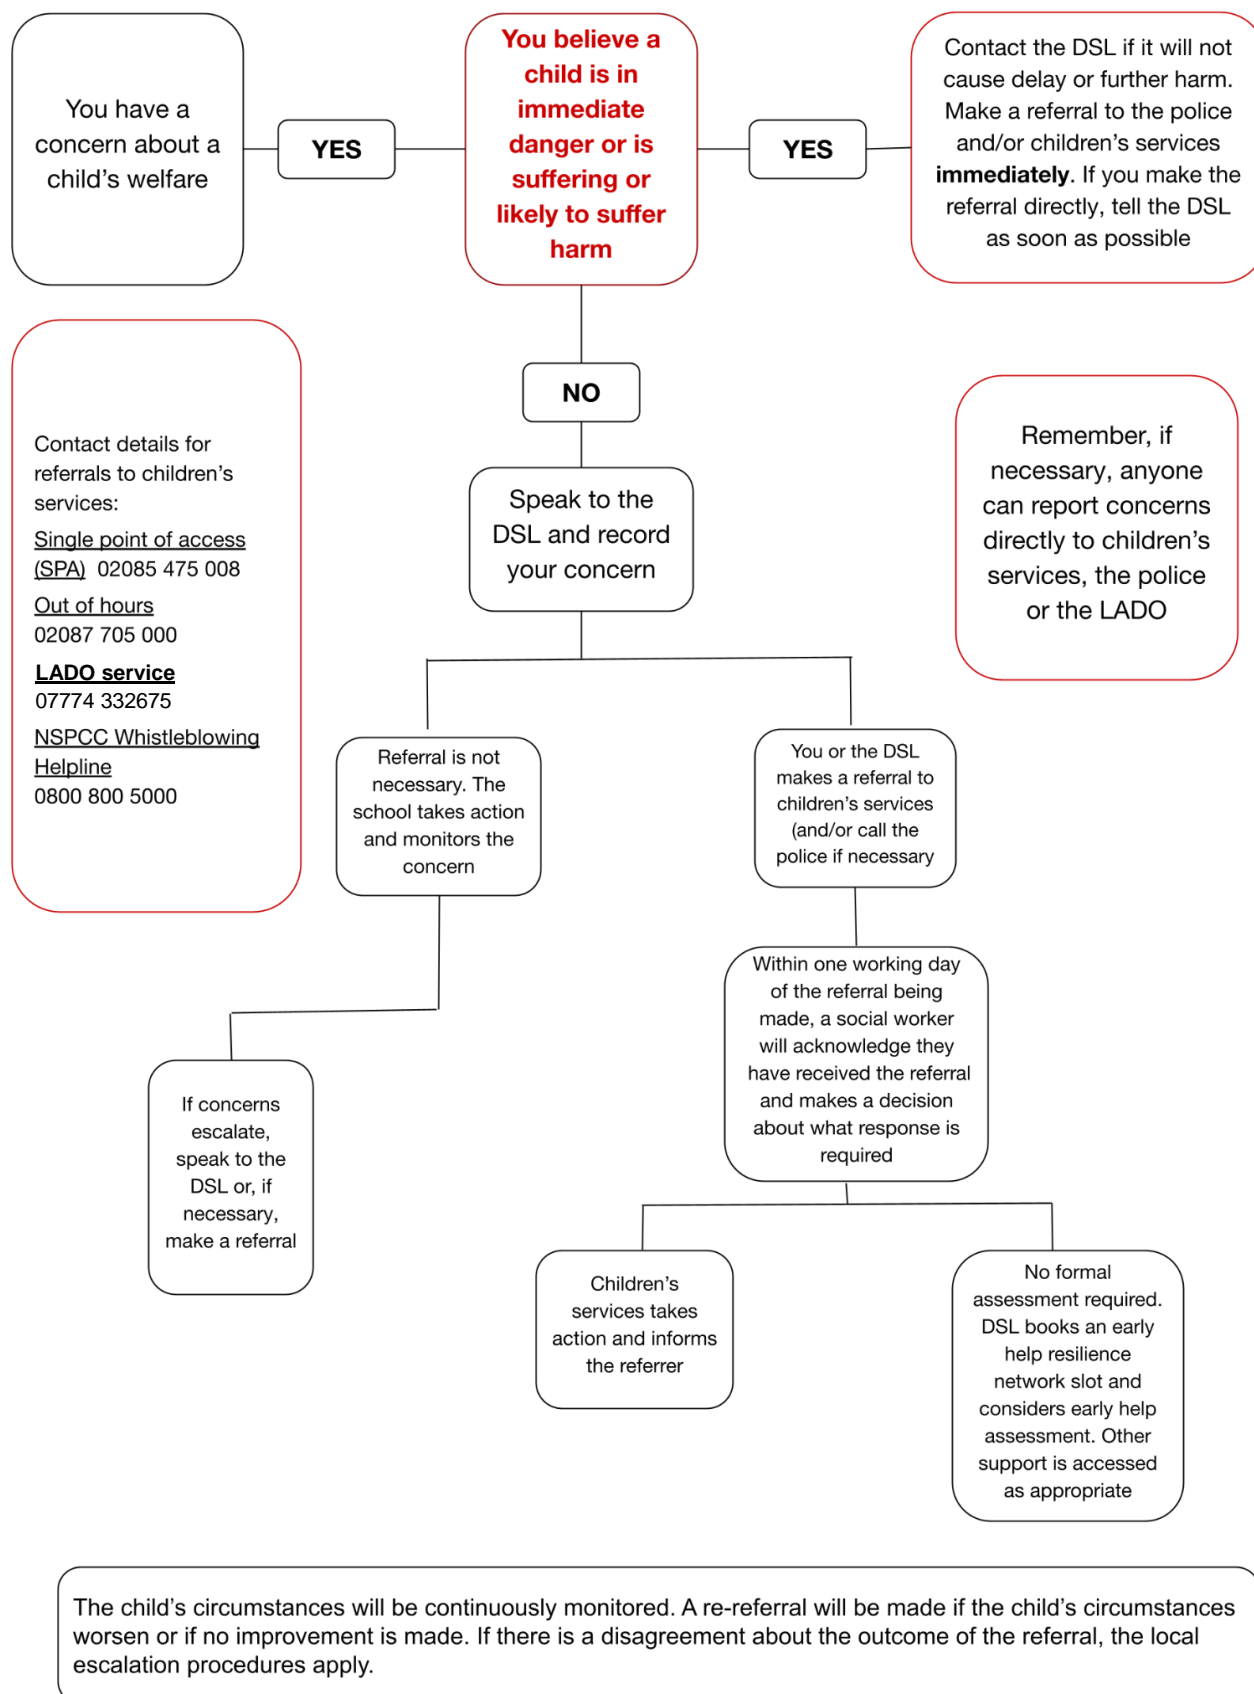 You have a
concern about a
child’s welfare
YES
You believe a
child is in
immediate
danger or is
suffering or
likely to suffer
harm
YES
Contact the DSL if it will not
cause delay or further harm.
Make a referral to the police
and/or children’s services
immediately. If you make the
referral directly, tell the DSL
as soon as possible
NO
Contact details for
referrals to children’s
services:
Single point of access
(SPA) 02085 475 008
Out of hours
02087 705 000
LADO service
07774 332675
NSPCC Whistleblowing
Helpline
0800 800 5000
Speak to the
DSL and record
your concern
Remember, if
necessary, anyone
can report concerns
directly to children’s
services, the police
or the LADO
Referral is not
necessary. The
school takes action
and monitors the
concern
You or the DSL
makes a referral to
children’s services
(and/or call the
police if necessary
If concerns
escalate,
speak to the
DSL or, if
necessary,
make a referral
Within one working day
of the referral being
made, a social worker
will acknowledge they
have received the referral
and makes a decision
about what response is
required
Children’s
services takes
action and informs
the referrer
No formal
assessment required.
DSL books an early
help resilience
network slot and
considers early help
assessment. Other
support is accessed
as appropriate
The child’s circumstances will be continuously monitored. A re-referral will be made if the child’s circumstances
worsen or if no improvement is made. If there is a disagreement about the outcome of the referral, the local
escalation procedures apply.